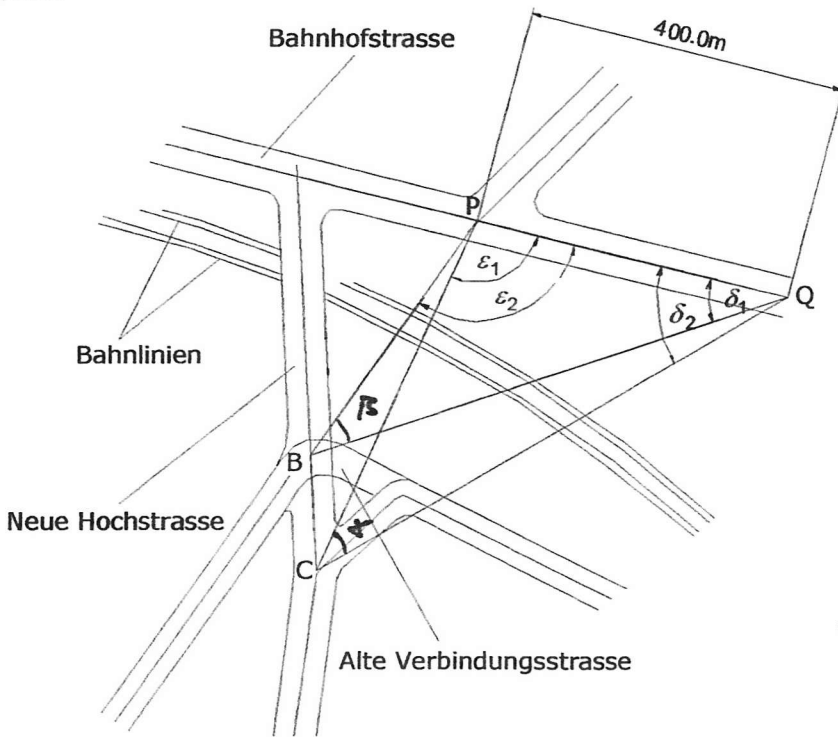 Bahnhofstrasse
400.0m
P
ε₁
ε₂
δ₁
δ₂
Q
Bahnlinien
β
B
Neue Hochstrasse
α
C
Alte Verbindungsstrasse